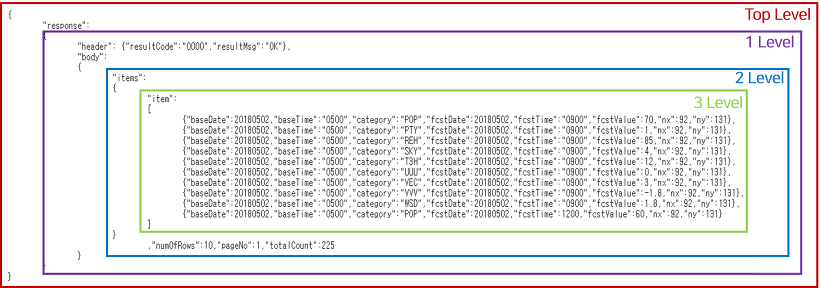 {
Top Level
"response":
{
1 Level
"header": {"resultCode":"0000","resultMsg":"OK"},
"body":
{
2 Level
"items":
{
3 Level
"item":
[
{"baseDate":20180502,"baseTime":"0500","category":"POP","fcstDate":20180502,"fcstTime":"0900","fcstValue":70,"nx":92,"ny":131},
{"baseDate":20180502,"baseTime":"0500","category":"PTY","fcstDate":20180502,"fcstTime":"0900","fcstValue":1,"nx":92,"ny":131},
{"baseDate":20180502,"baseTime":"0500","category":"REH","fcstDate":20180502,"fcstTime":"0900","fcstValue":85,"nx":92,"ny":131},
{"baseDate":20180502,"baseTime":"0500","category":"SKY","fcstDate":20180502,"fcstTime":"0900","fcstValue":4,"nx":92,"ny":131},
{"baseDate":20180502,"baseTime":"0500","category":"T3H","fcstDate":20180502,"fcstTime":"0900","fcstValue":12,"nx":92,"ny":131},
{"baseDate":20180502,"baseTime":"0500","category":"UUU","fcstDate":20180502,"fcstTime":"0900","fcstValue":0,"nx":92,"ny":131},
{"baseDate":20180502,"baseTime":"0500","category":"VEC","fcstDate":20180502,"fcstTime":"0900","fcstValue":3,"nx":92,"ny":131},
{"baseDate":20180502,"baseTime":"0500","category":"VVV","fcstDate":20180502,"fcstTime":"0900","fcstValue":-1.8,"nx":92,"ny":131},
{"baseDate":20180502,"baseTime":"0500","category":"WSD","fcstDate":20180502,"fcstTime":"0900","fcstValue":1.8,"nx":92,"ny":131},
{"baseDate":20180502,"baseTime":"0500","category":"POP","fcstDate":20180502,"fcstTime":1200,"fcstValue":60,"nx":92,"ny":131}
]
}
,"numOfRows":10,"pageNo":1,"totalCount":225
}
}
}